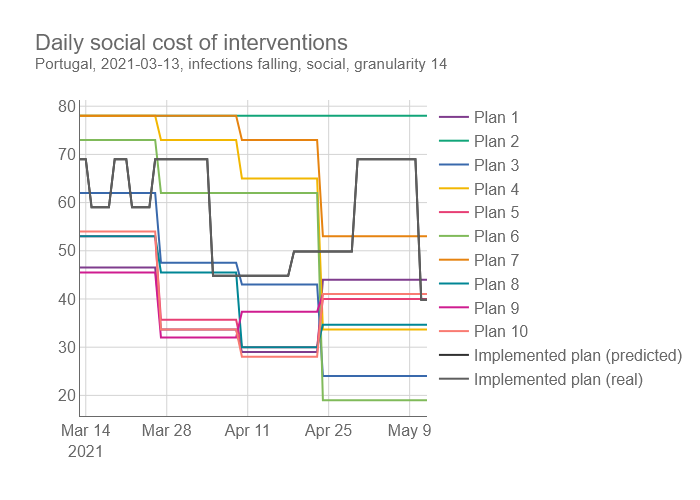 Daily social cost of interventions
Portugal, 2021-03-13, infections falling, social, granularity 14
80
70
60
50
40
30
20
Mar 14
2021
Mar 28
Apr 11
Apr 25
May 9
Plan 1
Plan 2
Plan 3
Plan 4
Plan 5
Plan 6
Plan 7
Plan 8
Plan 9
Plan 10
Implemented plan (predicted)
Implemented plan (real)